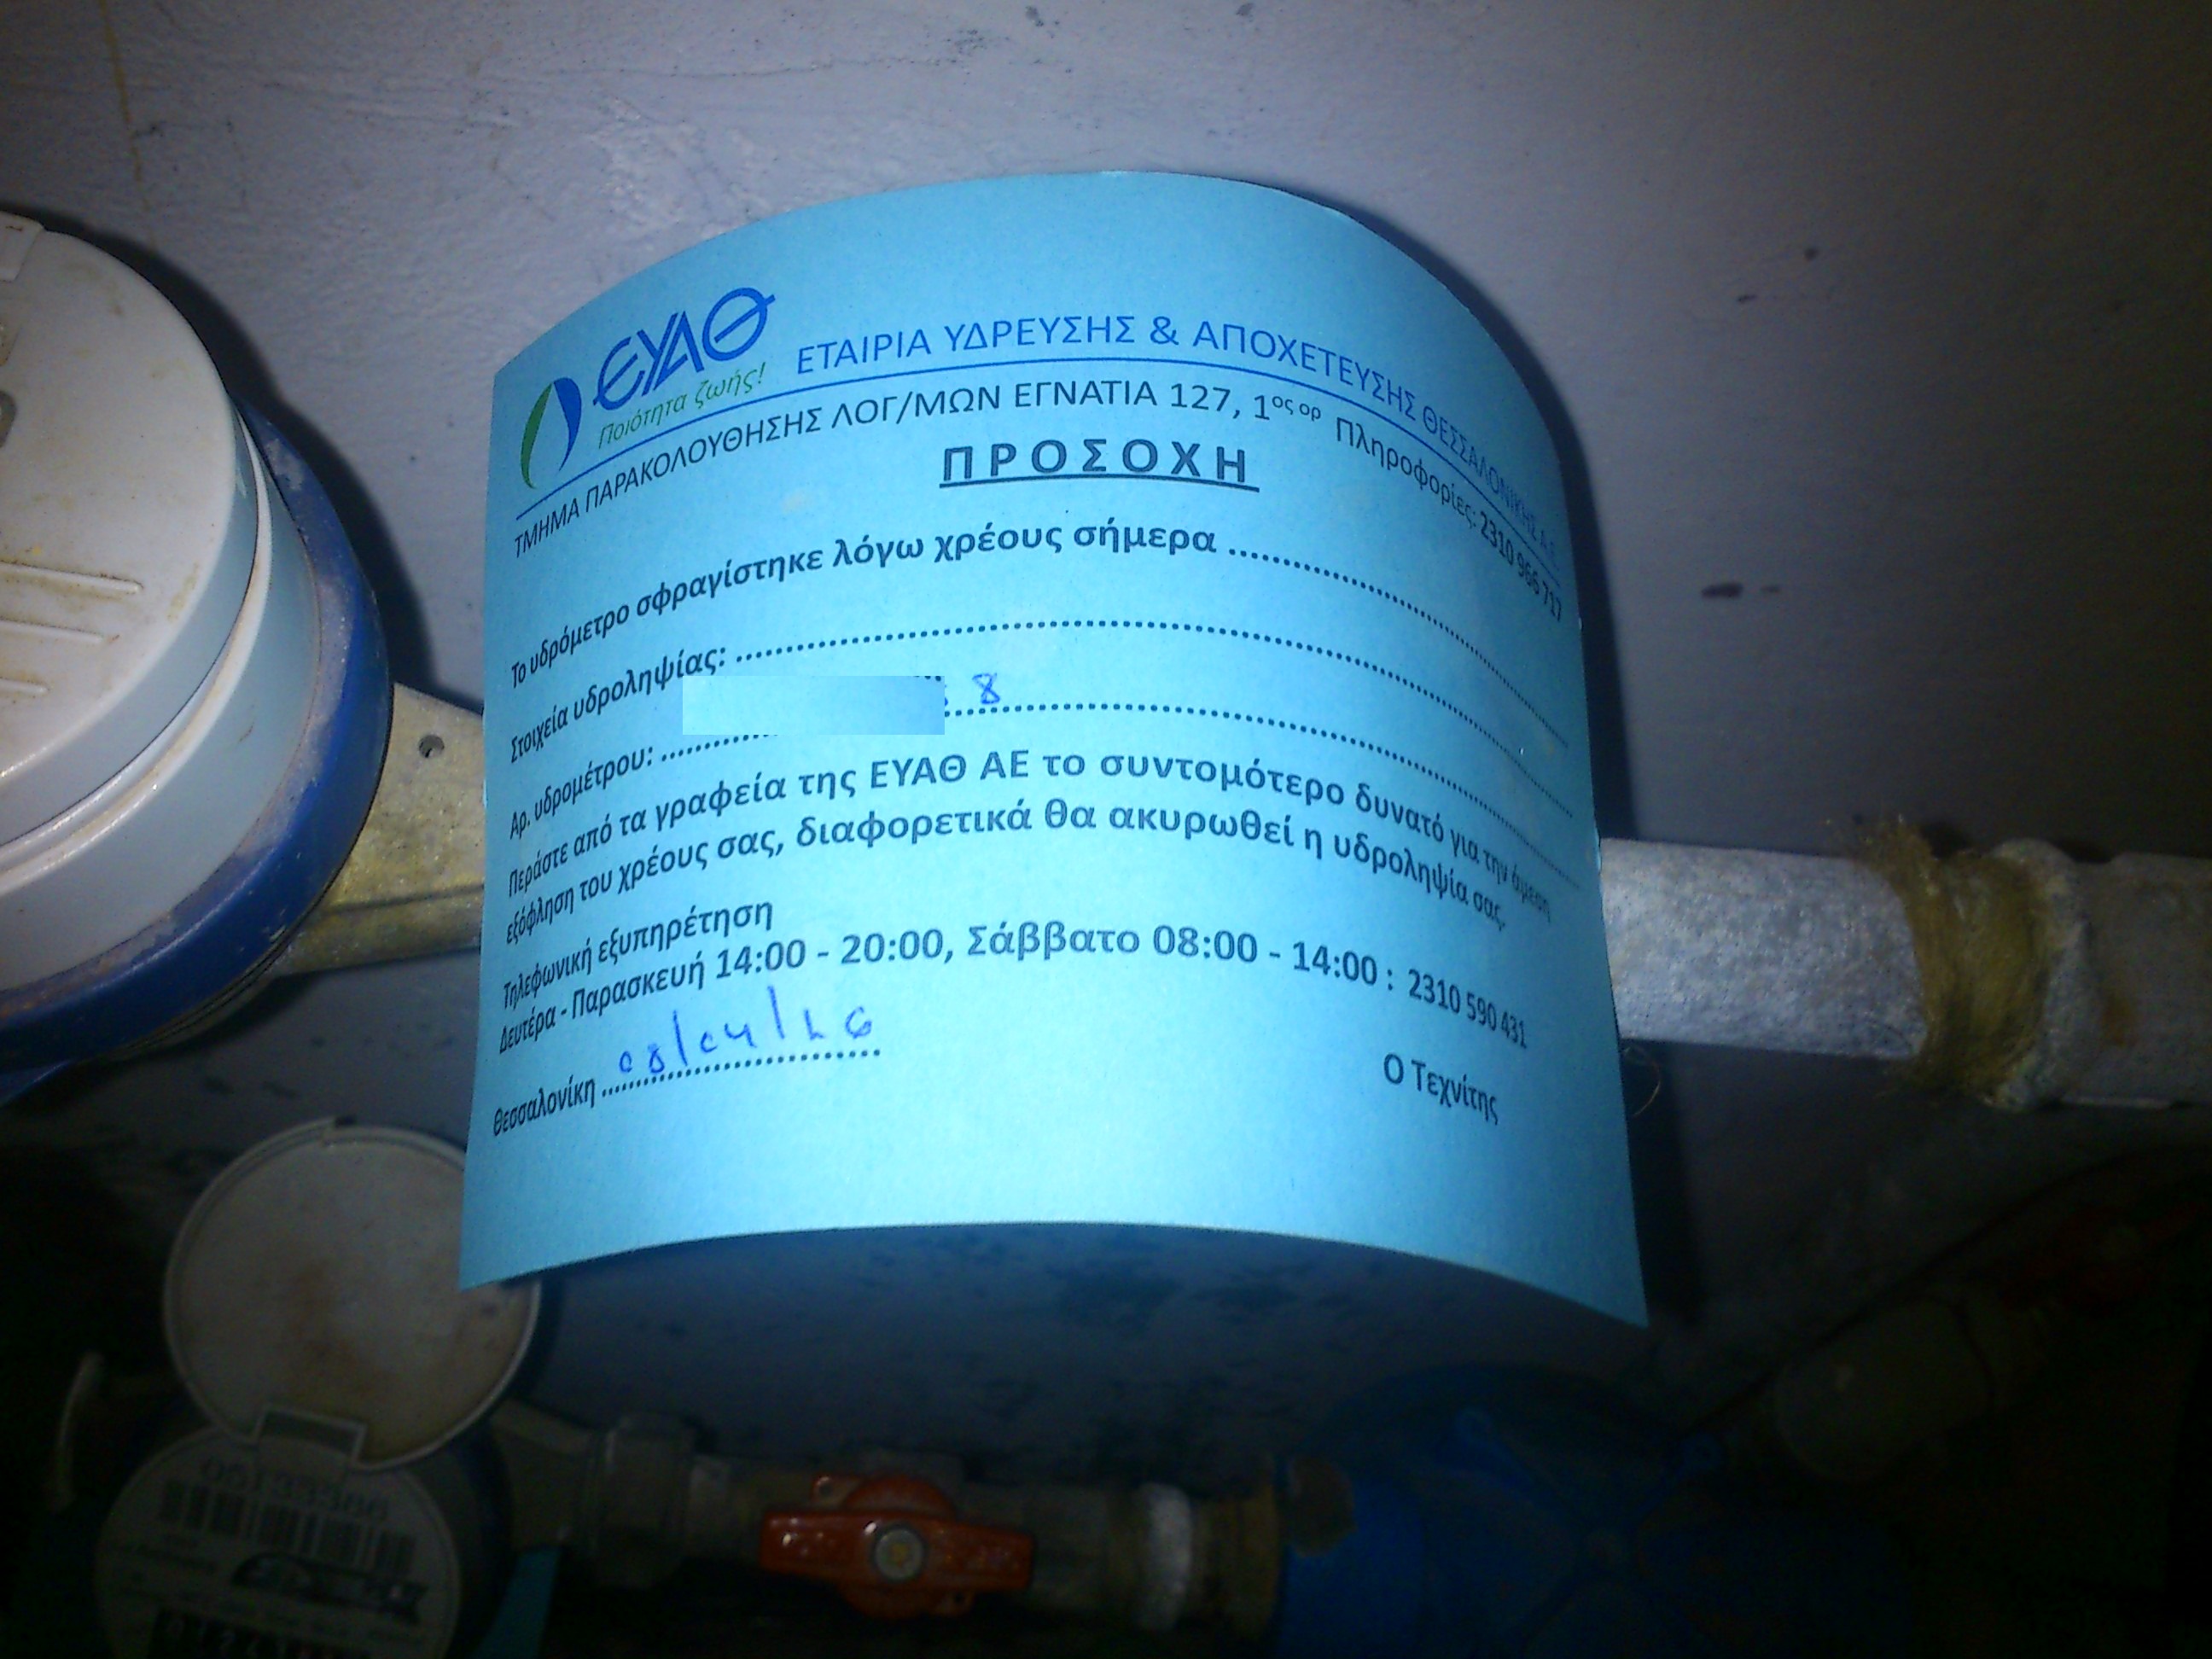 ΕΥΑΘ
Ποιότητα ζωής!
ΕΤΑΙΡΙΑ ΥΔΡΕΥΣΗΣ & ΑΠΟΧΕΤΕΥΣΗΣ ΘΕΣΣΑΛΟΝΙΚΗΣ Α.Ε.
ΤΜΗΜΑ ΠΑΡΑΚΟΛΟΥΘΗΣΗΣ ΛΟΓ/ΜΩΝ ΕΓΝΑΤΙΑ 127, 1ος ορ Πληροφορίες: 2310 966 717
ΠΡΟΣΟΧΗ
Το υδρόμετρο σφραγίστηκε λόγω χρέους σήμερα
Στοιχεία υδροληψίας:
Αρ. υδρομέτρου: 8
Περάστε από τα γραφεία της ΕΥΑΘ ΑΕ το συντομότερο δυνατό για την άμεση
εξόφληση του χρέους σας, διαφορετικά θα ακυρωθεί η υδροληψία σας.
Τηλεφωνική εξυπηρέτηση
Δευτέρα - Παρασκευή 14:00 - 20:00, Σάββατο 08:00 - 14:00 : 2310 590 431
Θεσσαλονίκη 08/04/16
Ο Τεχνίτης